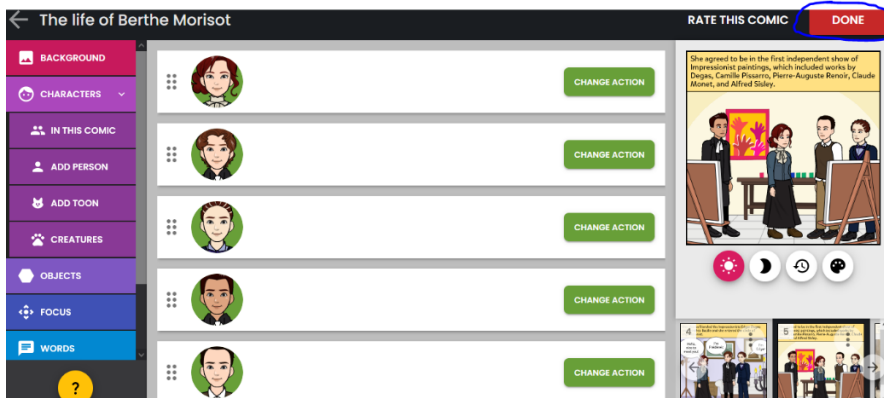 The life of Berthe Morisot
RATE THIS COMIC
DONE
BACKGROUND
CHARACTERS
IN THIS COMIC
ADD PERSON
ADD TOON
CREATURES
OBJECTS
FOCUS
WORDS
?
CHANGE ACTION
CHANGE ACTION
CHANGE ACTION
CHANGE ACTION
CHANGE ACTION
She agreed to be in the first independent show of
Impressionist paintings, which included works by
Degas, Camille Pissarro, Pierre-Auguste Renoir, Claude
Monet, and Alfred Sisley.
4
5